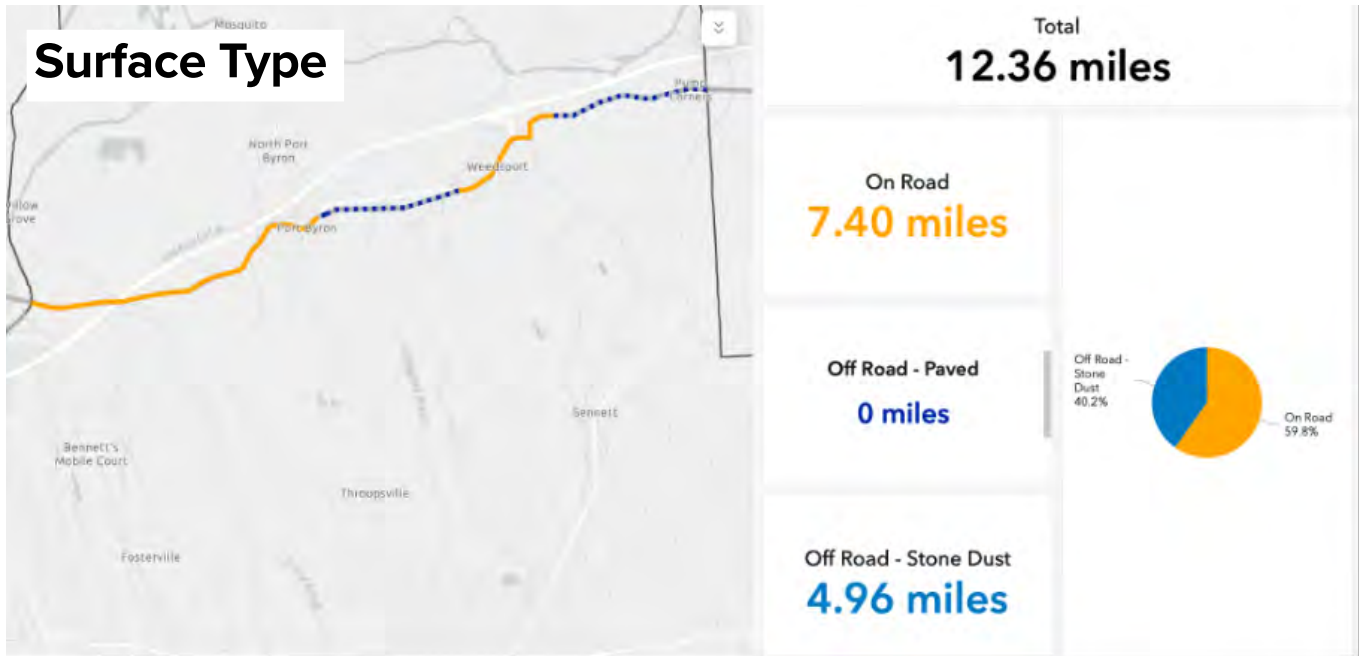 Surface Type
Mosquito
North Port
Byron
Weedsport
Port Byron
Pump
Corners
Sennett
Bennett's
Mobile Court
Throopsville
Fosterville
Total
12.36 miles
On Road
7.40 miles
Off Road - Paved
0 miles
Off Road - Stone Dust
4.96 miles
Off Road -
Stone
Dust
40.2%
On Road
59.8%